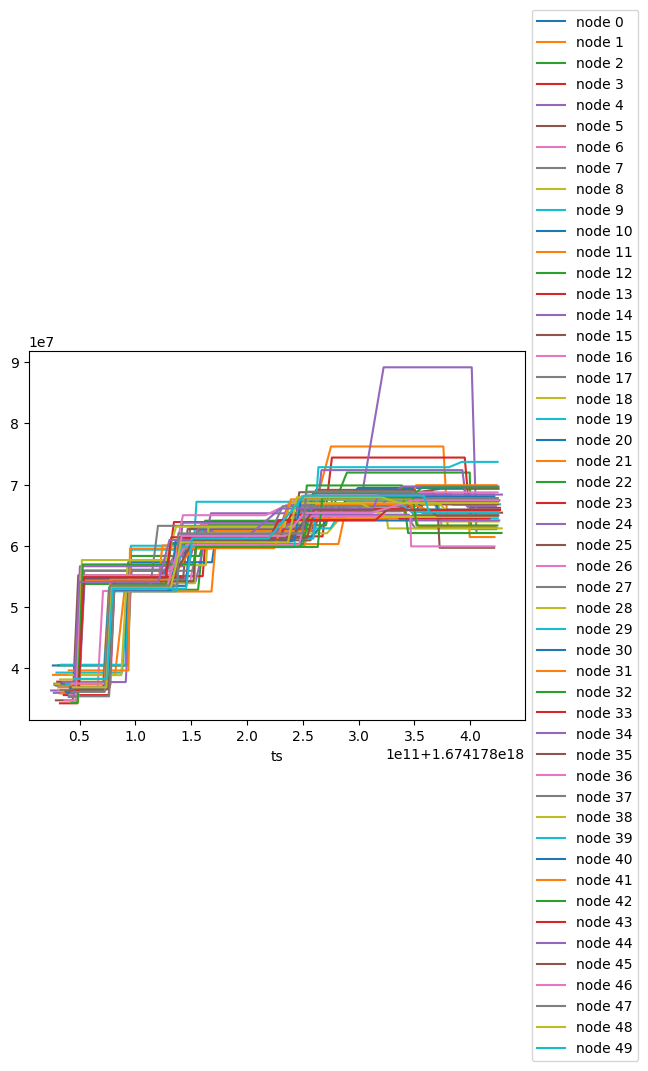 1e7
9
8
7
6
4
0.5 1.0 1.5 2.0 2.5 3.0 3.5 4.0
ts
1e11+1.674178e18
node 0
node 1
node 2
node 3
node 4
node 5
node 6
node 7
node 8
node 9
node 10
node 11
node 12
node 13
node 14
node 15
node 16
node 17
node 18
node 19
node 20
node 21
node 22
node 23
node 24
node 25
node 26
node 27
node 28
node 29
node 30
node 31
node 32
node 33
node 34
node 35
node 36
node 37
node 38
node 39
node 40
node 41
node 42
node 43
node 44
node 45
node 46
node 47
node 48
node 49